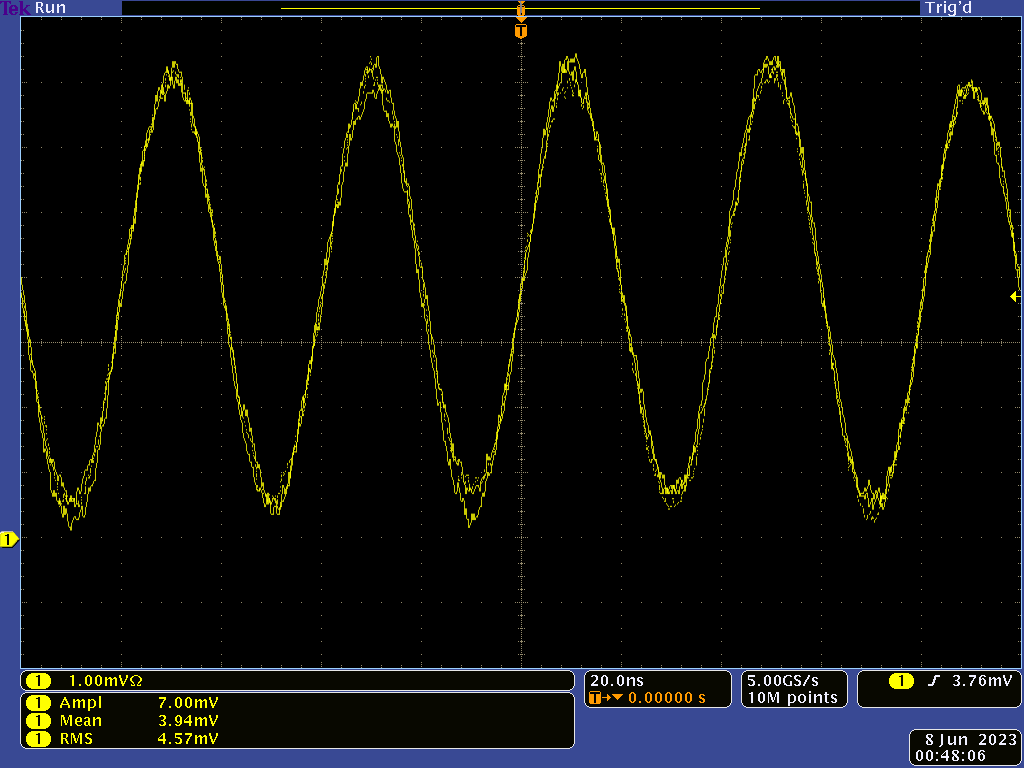 Tek Run Trig'd
T
T
1
1 1.00mVΩ
1 Ampl 7.00mV
1 Mean 3.94mV
1 RMS 4.57mV
20.0ns
T→▼ 0.00000 s
5.00GS/s
10M points
1 ƒ 3.76mV
8 Jun 2023
00:48:06